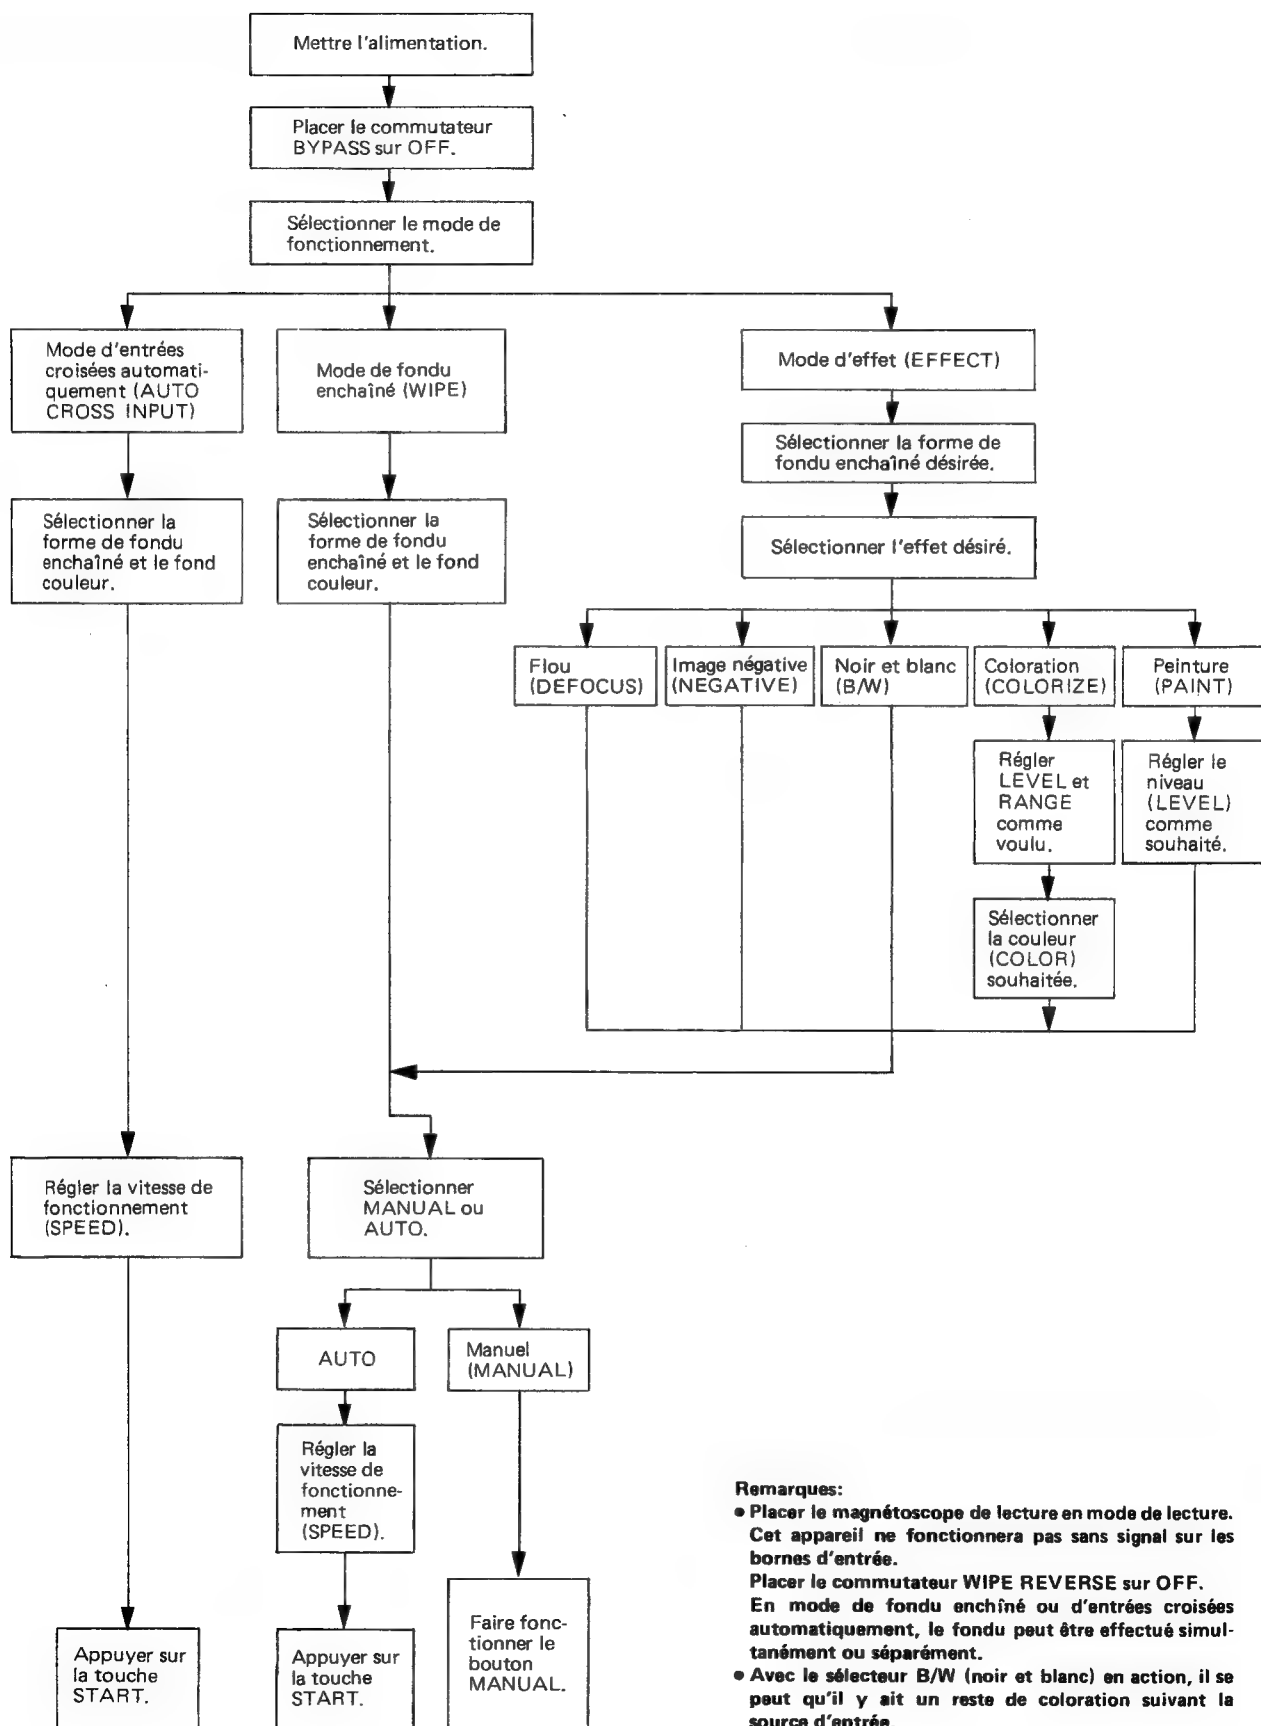 Mettre l'alimentation.
Placer le commutateur
BYPASS sur OFF.
Sélectionner le mode de
fonctionnement.
Mode d'entrées
croisées automati-
quement (AUTO
CROSS INPUT)
Mode de fondu
enchaîné (WIPE)
Mode d'effet (EFFECT)
Sélectionner la forme de
fondu enchaînê désirée.
Sélectionner la
forme de fondu
enchaîné et le fond
couleur.
Sélectionner la
forme de fondu
enchaîné et le fond
couleur.
Sélectionner l'effet désiré.
Flou
(DEFOCUS)
Image négative
(NEGATIVE)
Noir et blanc
(B/W)
Coloration
(COLORIZE)
Peinture
(PAINT)
Régler
LEVEL et
RANGE
comme
voulu.
Régler le
niveau
(LEVEL)
comme
souhaité.
Sélectionner
la couleur
(COLOR)
souhaitée.
Régler la vitesse de
fonctionnement
(SPEED).
Sélectionner
MANUAL ou
AUTO.
AUTO
Manuel
(MANUAL)
Régler la
vitesse de
fonctionne-
ment
(SPEED).
Appuyer sur
la touche
START.
Appuyer sur
la touche
START.
Faire fonc-
tionner le
bouton
MANUAL.
Remarques:
● Placer le magnétoscope de lecture en mode de lecture.
Cet appareil ne fonctionnera pas sans signal sur les
bornes d'entrée.
Placer le commutateur WIPE REVERSE sur OFF.
En mode de fondu enchîné ou d'entrées croisées
automatiquement, le fondu peut être effectué simul-
tanément ou séparément.
● Avec le sélecteur B/W (noir et blanc) en action, il se
peut qu'il y ait un reste de coloration suivant la
source d'entrée.